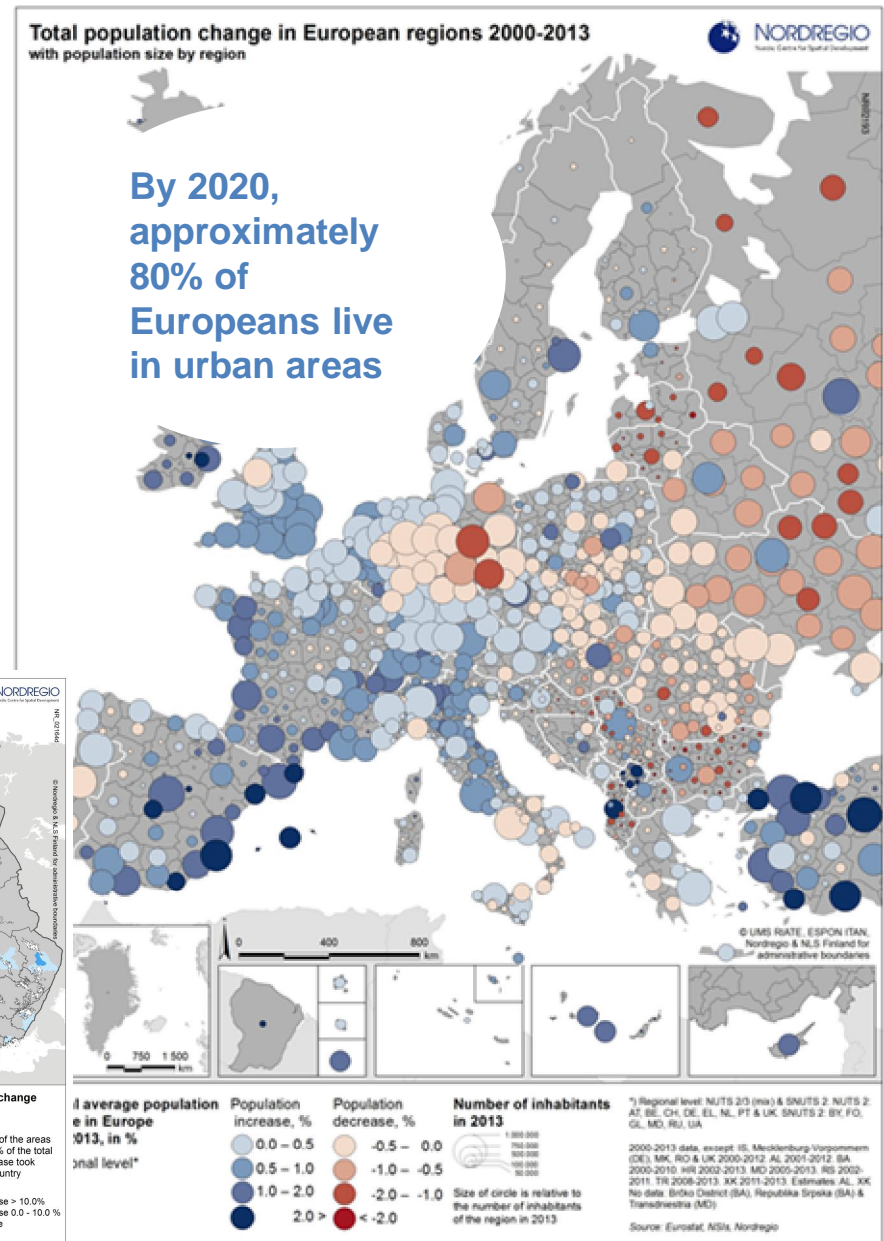 Total population change in European regions 2000-2013
with population size by region
NORDREGIO
Nordic Centre for Spatial Development
By 2020,
approximately
80% of
Europeans live
in urban areas
NORDREGIO
© Nordregio & NLS Finland for administrative boundaries
0 400 800
km
© UMS RIATE, ESPON ITAN,
Nordregio & NLS Finland for
administrative boundaries
0 750 1 500
km
change
of the areas
% of the total
ase took
untry
se > 10.0%
se 0.0 - 10.0 %
e
l average population
e in Europe
2013, in %
onal level*
Population
increase, %
0.0 – 0.5
0.5 – 1.0
1.0 – 2.0
2.0 >
Population
decrease, %
-0.5 – 0.0
-1.0 – -0.5
-2.0 – -1.0
< -2.0
Number of inhabitants
in 2013
1.000.000
750.000
500.000
100.000
50.000
Size of circle is relative to
the number of inhabitants
of the region in 2013
*) Regional level: NUTS 2/3 (mix) & SNUTS 2. NUTS 2:
AT, BE, CH, DE, EL, NL, PT & UK. SNUTS 2: BY, FO,
GL, MD, RU, UA
2000-2013 data, except: IS, Mecklenburg-Vorpommern
(DE), MK, RO & UK 2000-2012. AL 2001-2012. BA
2000-2010. HR 2002-2013. MD 2005-2013. RS 2002-
2011. TR 2008-2013. XK 2011-2013. Estimates: AL, XK
No data: Brčko District (BA), Republika Srpska (BA) &
Transdniestria (MD)
Source: Eurostat, NSIs, Nordregio